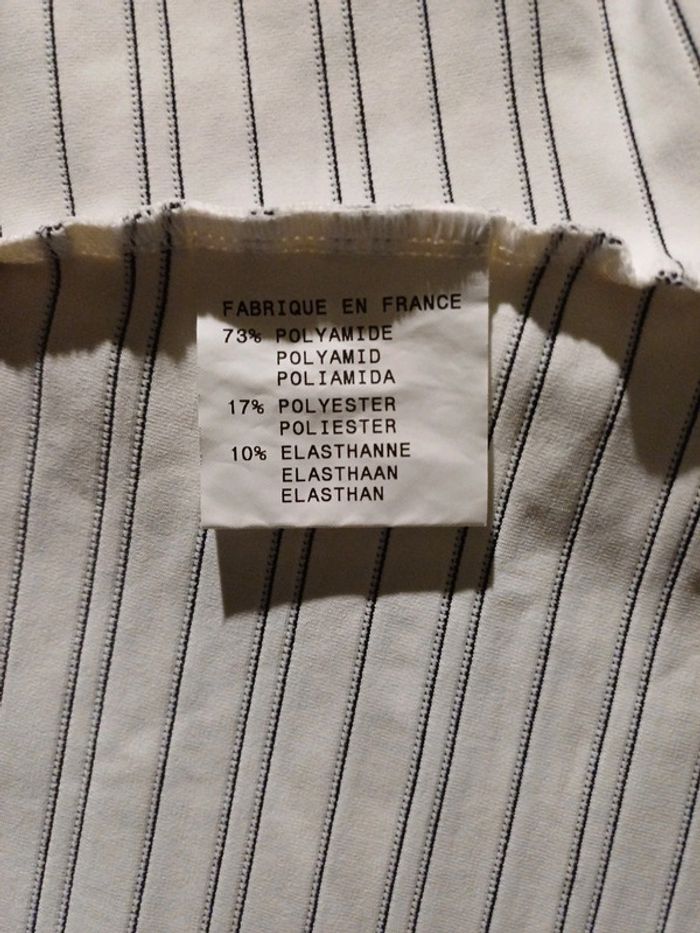 FABRIQUE EN FRANCE
73% POLYAMIDE
POLYAMID
POLIAMIDA
17% POLYESTER
POLIESTER
10% ELASTHANNE
ELASTHAAN
ELASTHAN